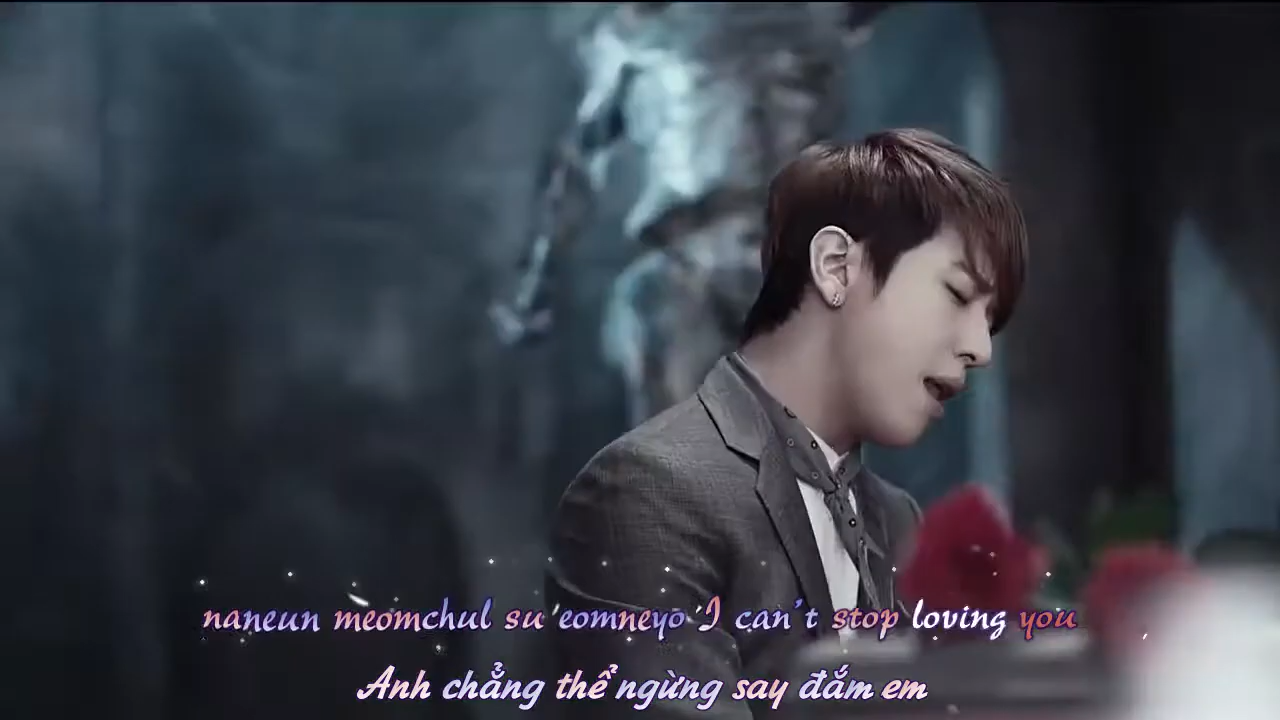 naneun meomchul su eomneyo I can't stop loving you
Anh chẳng thể ngừng say đắm em